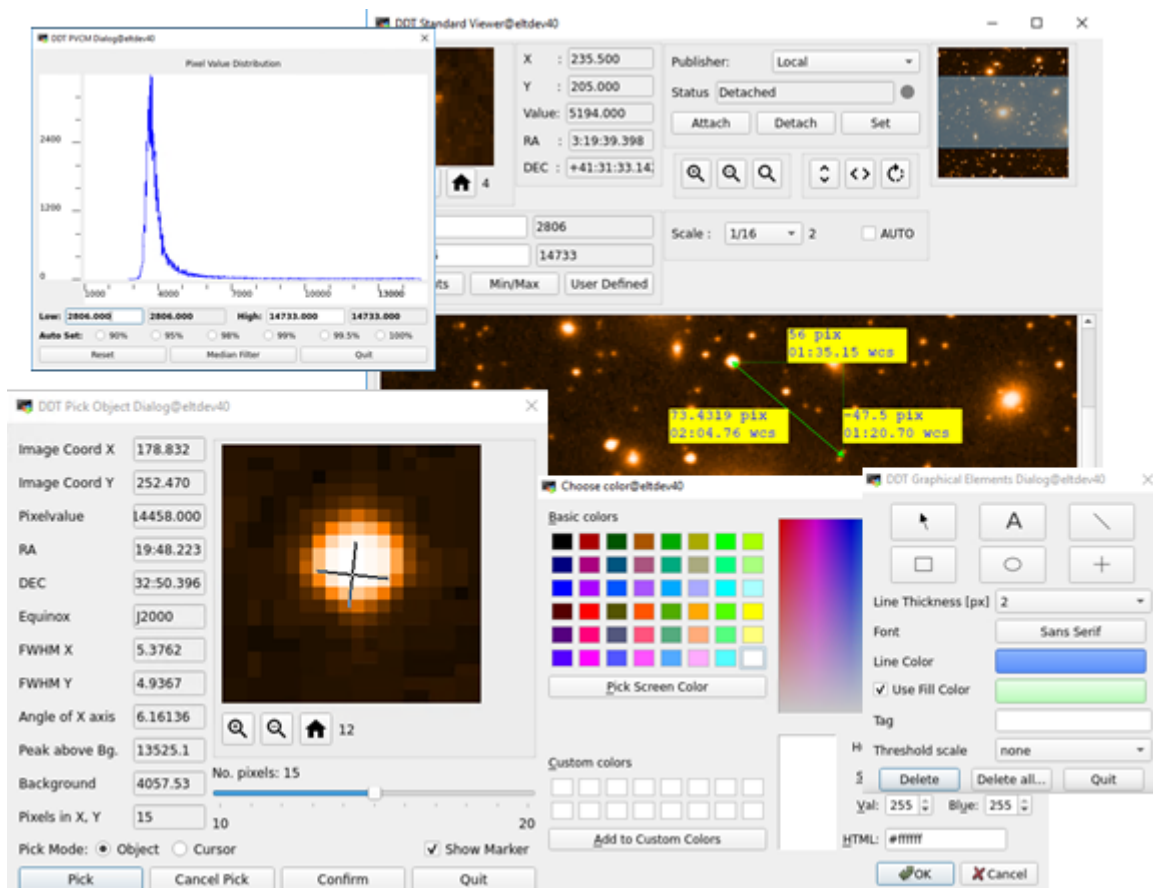 DDT PVCM Dialog@eltdev40
Pixel Value Distribution
2400
1200
0
1000 4000 7000 10000 13000
Low: 2806.000 2806.000 High: 14733.000 14733.000
Auto Set: 90% 95% 98% 99% 99.5% 100%
Reset Median Filter Quit
DDT Standard Viewer@eltdev40
X : 235.500
Y : 205.000
Value: 5194.000
RA : 3:19:39.398
DEC : +41:31:33.142
4
Publisher: Local
Status Detached
Attach Detach Set
2806
14733
Min/Max User Defined
Scale : 1/16 2 AUTO
56 pix
01:35.15 wcs
73.4319 pix
02:04.76 wcs
-47.5 pix
01:20.70 wcs
DDT Pick Object Dialog@eltdev40
Image Coord X 178.832
Image Coord Y 252.470
Pixelvalue 14458.000
RA 19:48.223
DEC 32:50.396
Equinox J2000
FWHM X 5.3762
FWHM Y 4.9367
Angle of X axis 6.16136
Peak above Bg. 13525.1
Background 4057.53
Pixels in X, Y 15
12
No. pixels: 15
10 20
Pick Mode: Object Cursor Show Marker
Pick Cancel Pick Confirm Quit
Choose color@eltdev40
Basic colors
Pick Screen Color
Custom colors
Add to Custom Colors
Val: 255 Blue: 255
HTML: #ffffff
OK Cancel
DDT Graphical Elements Dialog@eltdev40
A
Line Thickness [px] 2
Font Sans Serif
Line Color
Use Fill Color
Tag
Threshold scale none
Delete Delete all... Quit